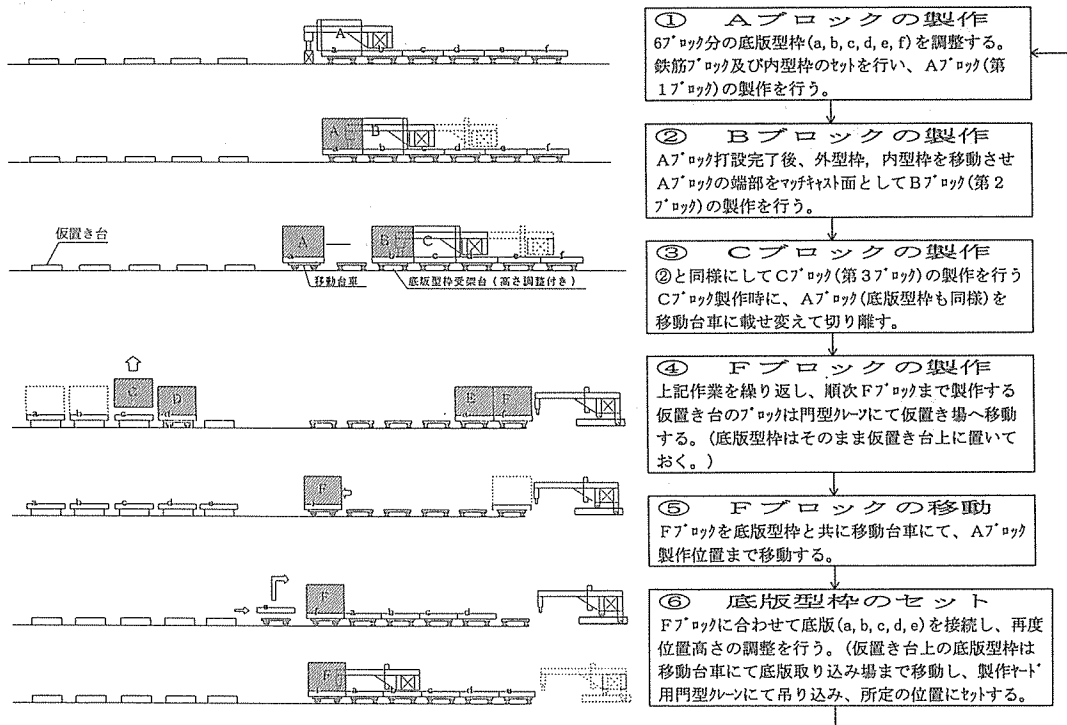 ① Aブロックの製作
6ブロック分の底版型枠(a, b, c, d, e, f)を調整する。
鉄筋ブロック及び内型枠のセットを行い、Aブロック(第
1ブロック)の製作を行う。
② Bブロックの製作
Aブロック打設完了後、外型枠, 内型枠を移動させ
Aブロックの端部をマッチキャスト面としてBブロック(第2
ブロック)の製作を行う。
③ Cブロックの製作
②と同様にしてCブロック(第3ブロック)の製作を行う
Cブロック製作時に、Aブロック(底版型枠も同様)を
移動台車に載せ変えて切り離す。
④ Fブロックの製作
上記作業を繰り返し、順次Fブロックまで製作する
仮置き台のブロックは門型クレーンにて仮置き場へ移動
する。(底版型枠はそのまま仮置き台上に置いて
おく。)
⑤ Fブロックの移動
Fブロックを底版型枠と共に移動台車にて、Aブロック
製作位置まで移動する。
⑥ 底版型枠のセット
Fブロックに合わせて底版(a, b, c, d, e)を接続し、再度
位置高さの調整を行う。(仮置き台上の底版型枠は
移動台車にて底版取り込み場まで移動し、製作ヤード
用門型クレーンにて吊り込み、所定の位置にセットする。
A
a b c d e f
A B
a b c d e f
仮置き台
A B C
a b c d e f
移動台車 底版型枠受架台(高さ調整付き)
C D E F
a b c d e f
F
a b c d e f
F
e f a b c d
F
f a b c d e